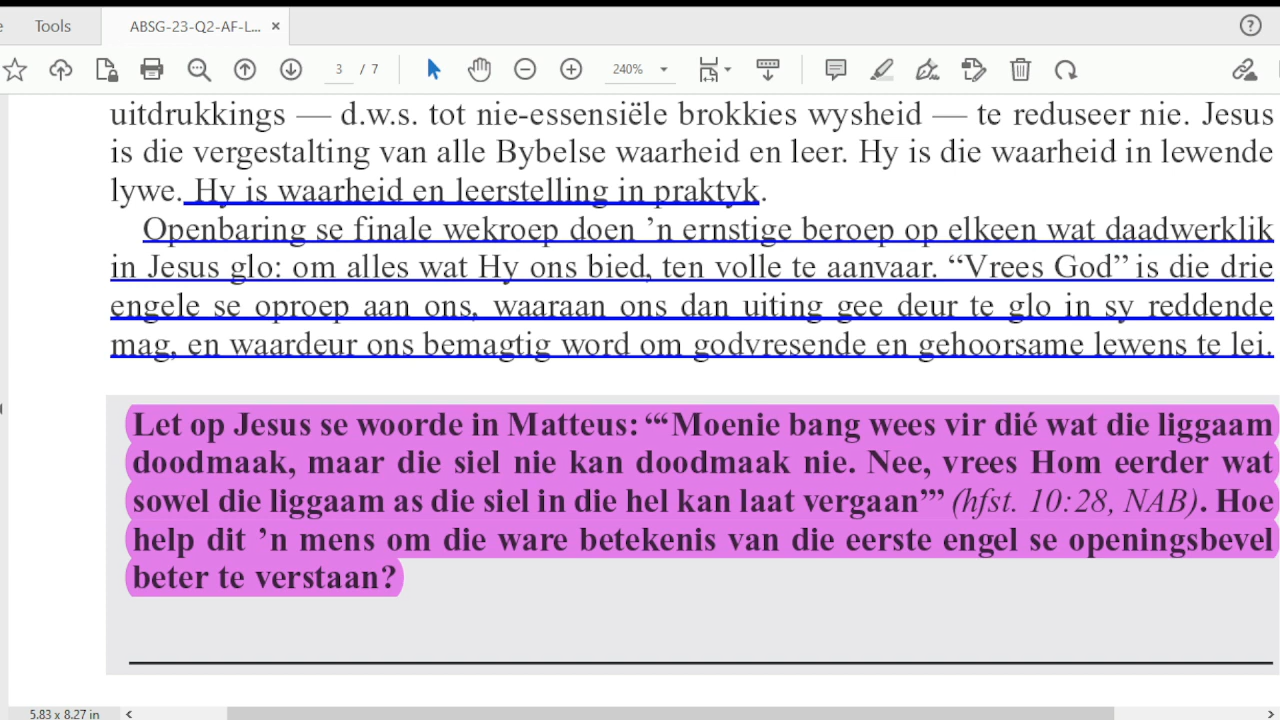 e Tools ABSG-23-Q2-AF-L... ×
3 / 7 240%
uitdrukkings — d.w.s. tot nie-essensiële brokkies wysheid — te reduseer nie. Jesus
is die vergestalting van alle Bybelse waarheid en leer. Hy is die waarheid in lewende
lywe. Hy is waarheid en leerstelling in praktyk.
Openbaring se finale wekroep doen ’n ernstige beroep op elkeen wat daadwerklik
in Jesus glo: om alles wat Hy ons bied, ten volle te aanvaar. “Vrees God” is die drie
engele se oproep aan ons, waaraan ons dan uiting gee deur te glo in sy reddende
mag, en waardeur ons bemagtig word om godvresende en gehoorsame lewens te lei.
Let op Jesus se woorde in Matteus: “‘Moenie bang wees vir dié wat die liggaam
doodmaak, maar die siel nie kan doodmaak nie. Nee, vrees Hom eerder wat
sowel die liggaam as die siel in die hel kan laat vergaan’” (hfst. 10:28, NAB). Hoe
help dit ’n mens om die ware betekenis van die eerste engel se openingsbevel
beter te verstaan?
5.83 x 8.27 in